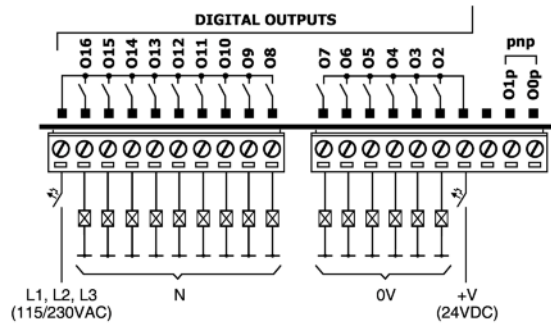 DIGITAL OUTPUTS
pnp
O16
O15
O14
O13
O12
O11
O10
O9
O8
O7
O6
O5
O4
O3
O2
O1p
O0p
L1, L2, L3
(115/230VAC)
N
0V
+V
(24VDC)